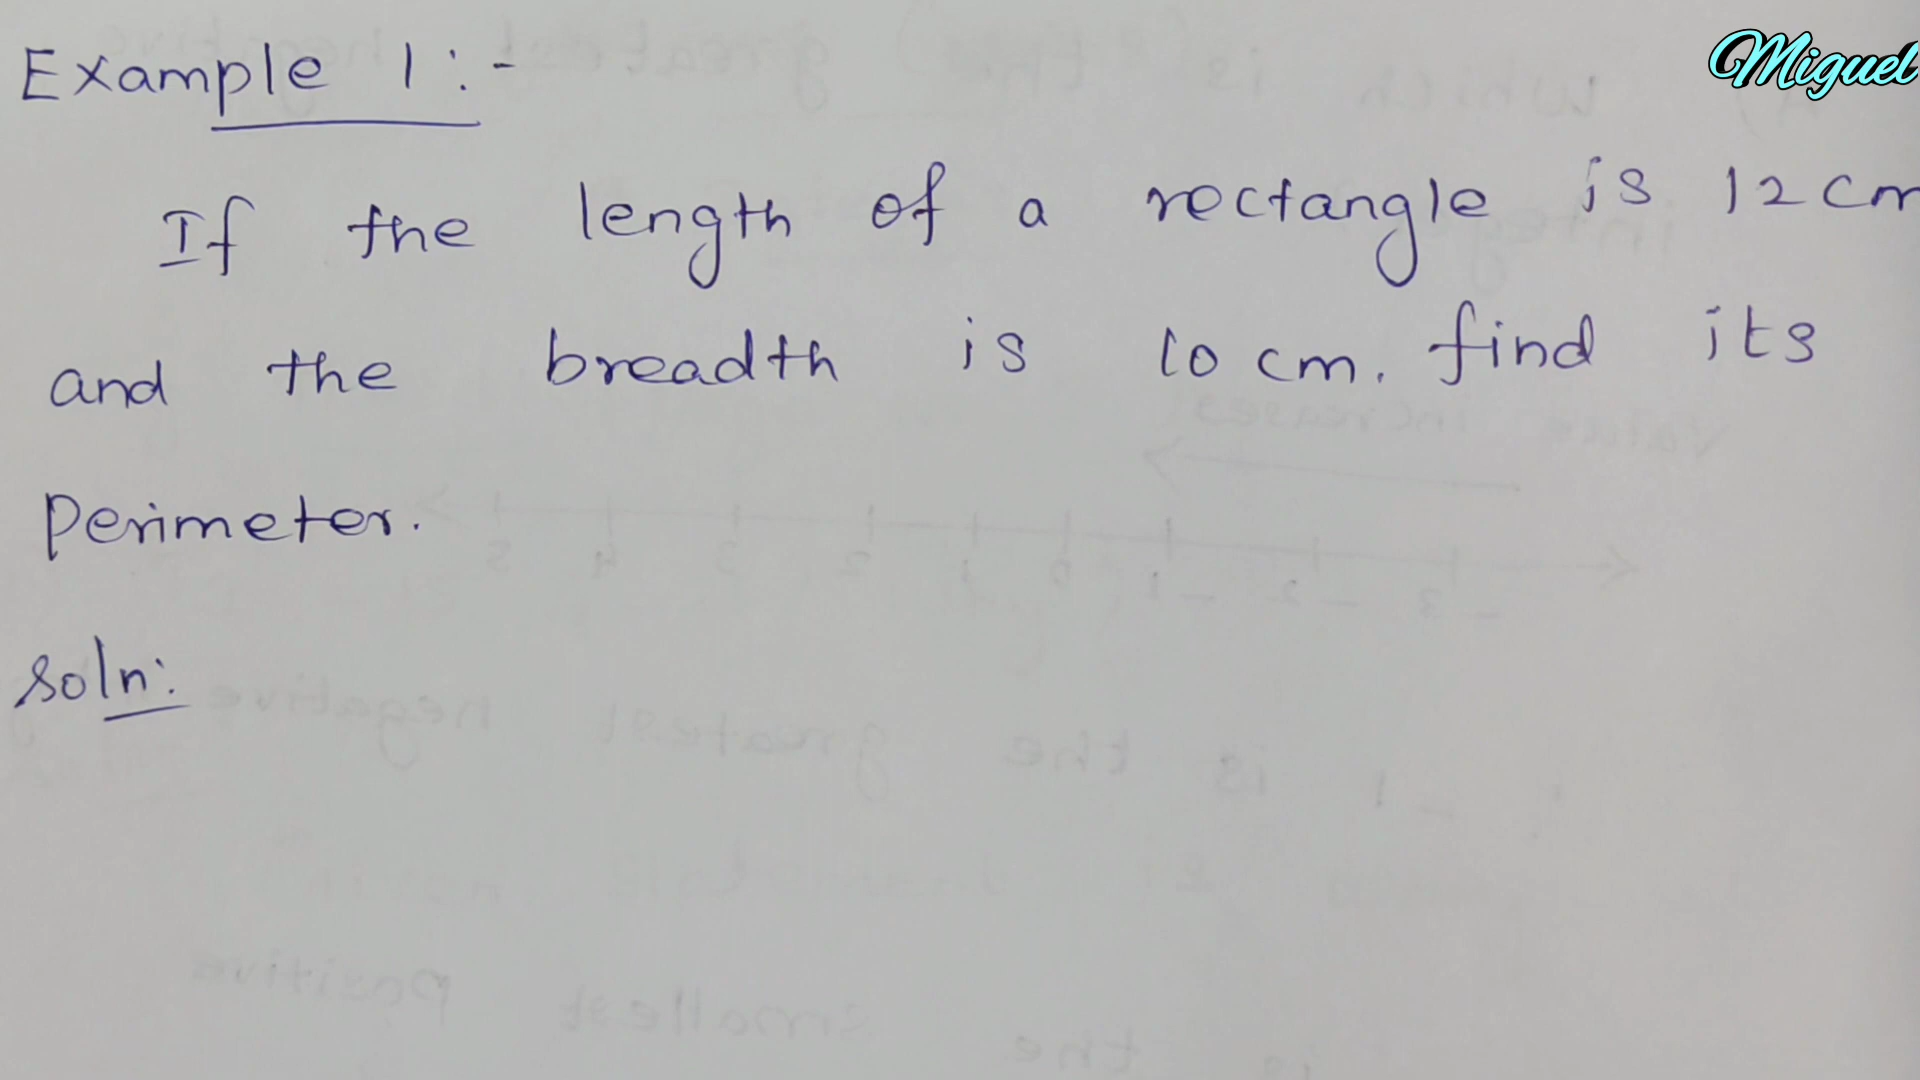 Example 1:-
Miguel
If the length of a rectangle is 12 cm
and the breadth is 10 cm. find its
Perimeter.
Soln: